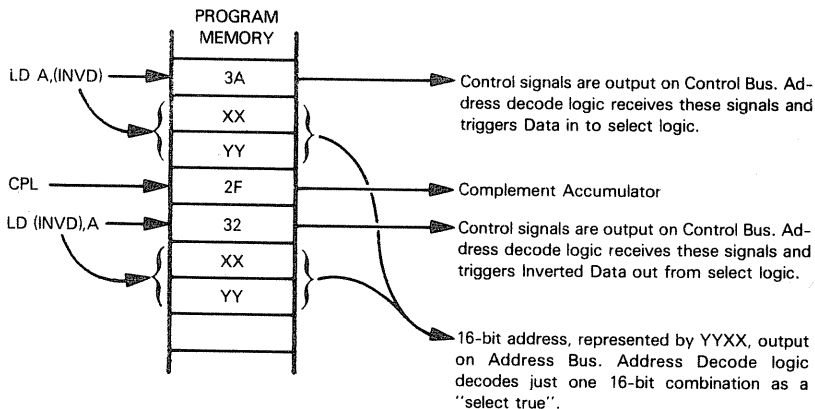 PROGRAM
MEMORY
LD A,(INVD)
3A
Control signals are output on Control Bus. Ad-
dress decode logic receives these signals and
triggers Data in to select logic.
XX
YY
CPL
2F
Complement Accumulator
LD (INVD),A
32
Control signals are output on Control Bus. Ad-
dress decode logic receives these signals and
triggers Inverted Data out from select logic.
XX
YY
16-bit address, represented by YYXX, output
on Address Bus. Address Decode logic
decodes just one 16-bit combination as a
"select true".